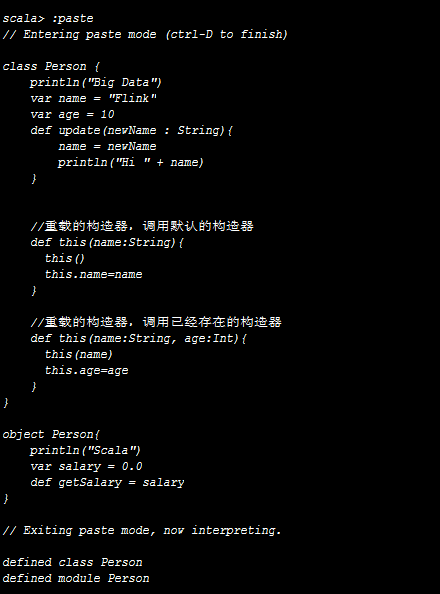 scala> :paste
// Entering paste mode (ctrl-D to finish)
class Person {
println("Big Data")
var name = "Flink"
var age = 10
def update(newName : String){
name = newName
println("Hi " + name)
}
//重载的构造器，调用默认的构造器
def this(name:String){
this()
this.name=name
}
//重载的构造器，调用已经存在的构造器
def this(name:String, age:Int){
this(name)
this.age=age
}
}
object Person{
println("Scala")
var salary = 0.0
def getSalary = salary
}
// Exiting paste mode, now interpreting.
defined class Person
defined module Person